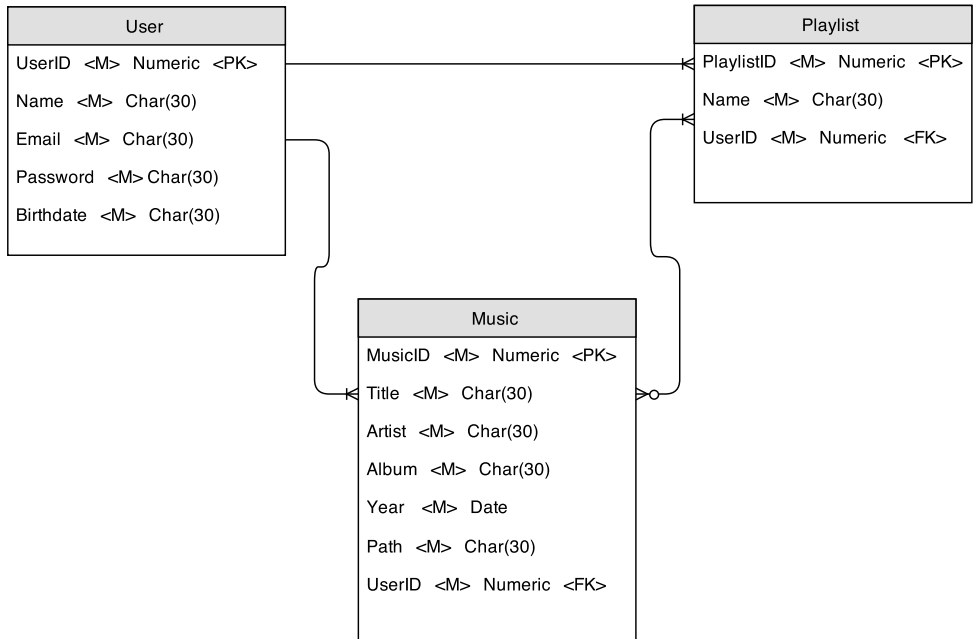 User
UserID <M> Numeric <PK>
Name <M> Char(30)
Email <M> Char(30)
Password <M> Char(30)
Birthdate <M> Char(30)
Playlist
PlaylistID <M> Numeric <PK>
Name <M> Char(30)
UserID <M> Numeric <FK>
Music
MusicID <M> Numeric <PK>
Title <M> Char(30)
Artist <M> Char(30)
Album <M> Char(30)
Year <M> Date
Path <M> Char(30)
UserID <M> Numeric <FK>